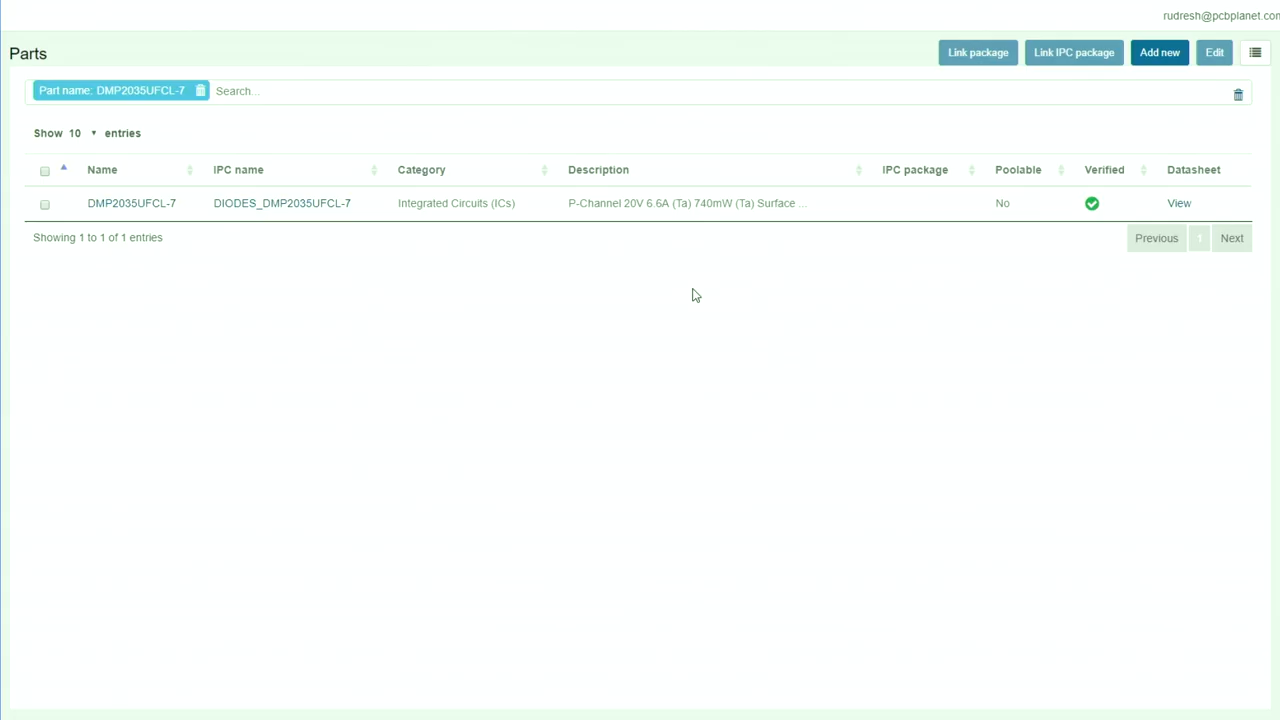 rudresh@pcbplanet.com
Parts
Link package Link IPC package Add new Edit
Part name: DMP2035UFCL-7 Search...
Show 10 entries
Name IPC name Category Description IPC package Poolable Verified Datasheet
DMP2035UFCL-7 DIODES_DMP2035UFCL-7 Integrated Circuits (ICs) P-Channel 20V 6.6A (Ta) 740mW (Ta) Surface ... No View
Showing 1 to 1 of 1 entries Previous 1 Next